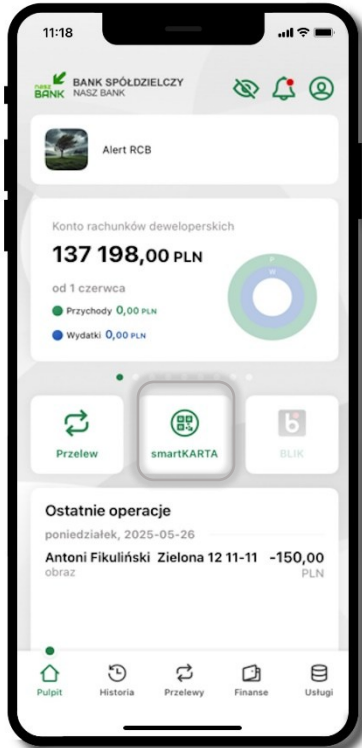 11:18
nasz
BANK
BANK SPÓŁDZIELCZY
NASZ BANK
Alert RCB
Konto rachunków deweloperskich
137 198,00 PLN
od 1 czerwca
Przychody 0,00 PLN
Wydatki 0,00 PLN
P
W
Przelew
smartKARTA
BLIK
Ostatnie operacje
poniedziałek, 2025-05-26
Antoni Fikuliński Zielona 12 11-11 -150,00
obraz PLN
Pulpit
Historia
Przelewy
Finanse
Usługi